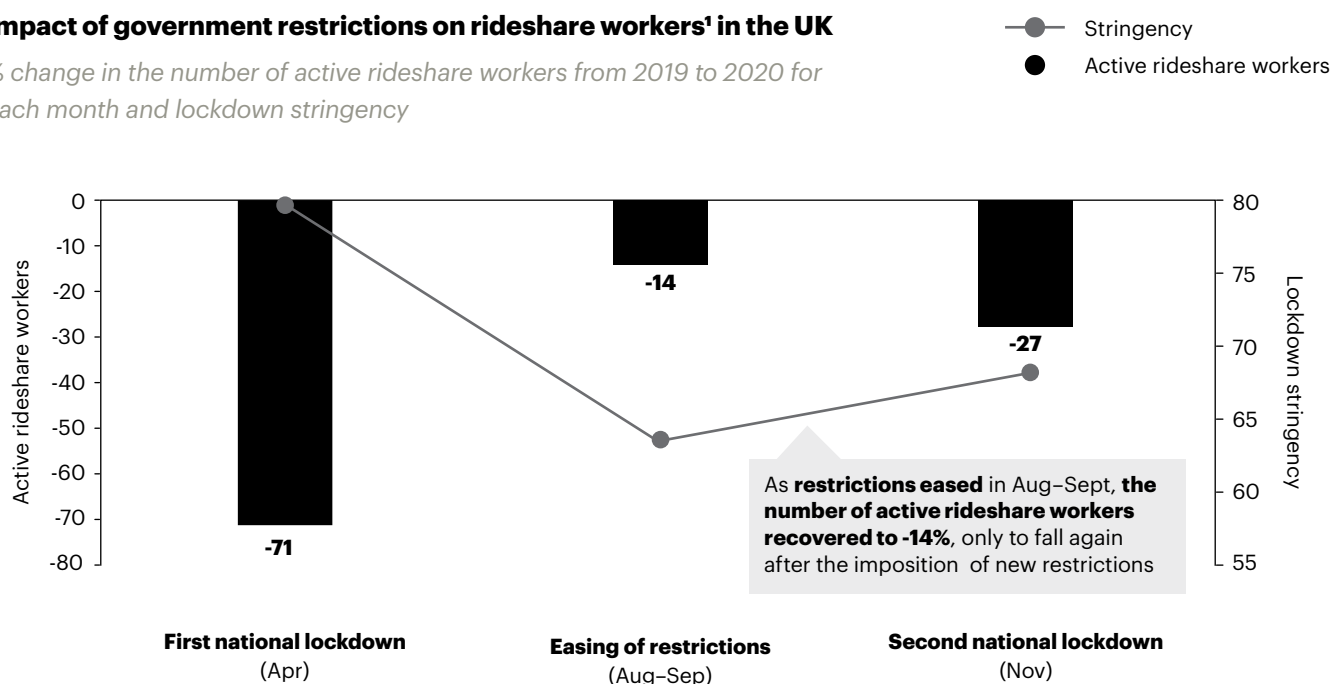 mpact of government restrictions on rideshare workers¹ in the UK
% change in the number of active rideshare workers from 2019 to 2020 for
ach month and lockdown stringency
Stringency
Active rideshare workers
Active rideshare workers
0
-10
-20
-30
-40
-50
-60
-70
-80
-71
-14
-27
80
75
70
65
60
55
Lockdown stringency
As restrictions eased in Aug–Sept, the
number of active rideshare workers
recovered to -14%, only to fall again
after the imposition of new restrictions
First national lockdown
(Apr)
Easing of restrictions
(Aug–Sep)
Second national lockdown
(Nov)